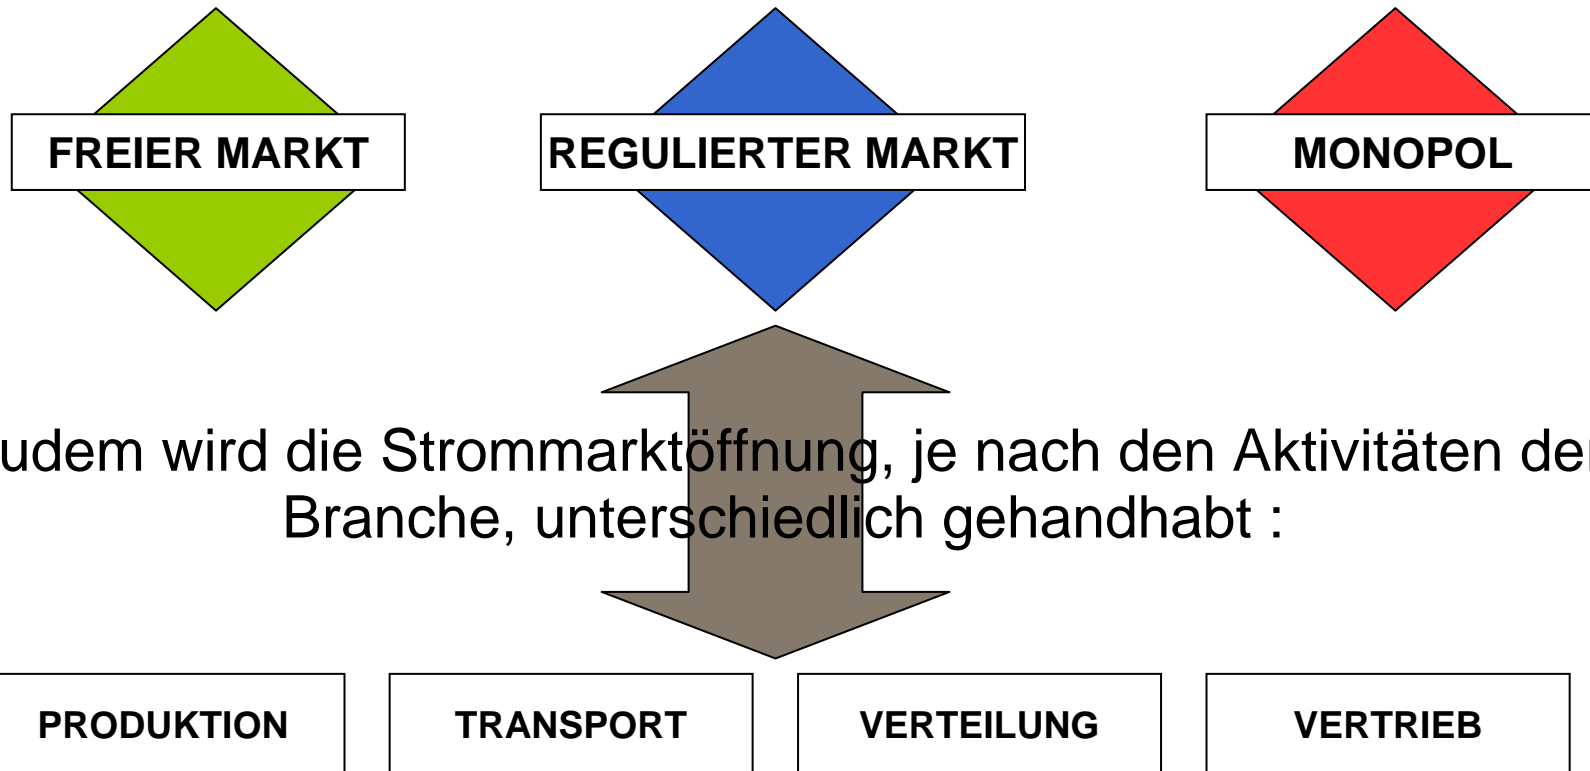 FREIER MARKT REGULIERTER MARKT MONOPOL
udem wird die Strommarktöffnung, je nach den Aktivitäten der
Branche, unterschiedlich gehandhabt :
PRODUKTION TRANSPORT VERTEILUNG VERTRIEB